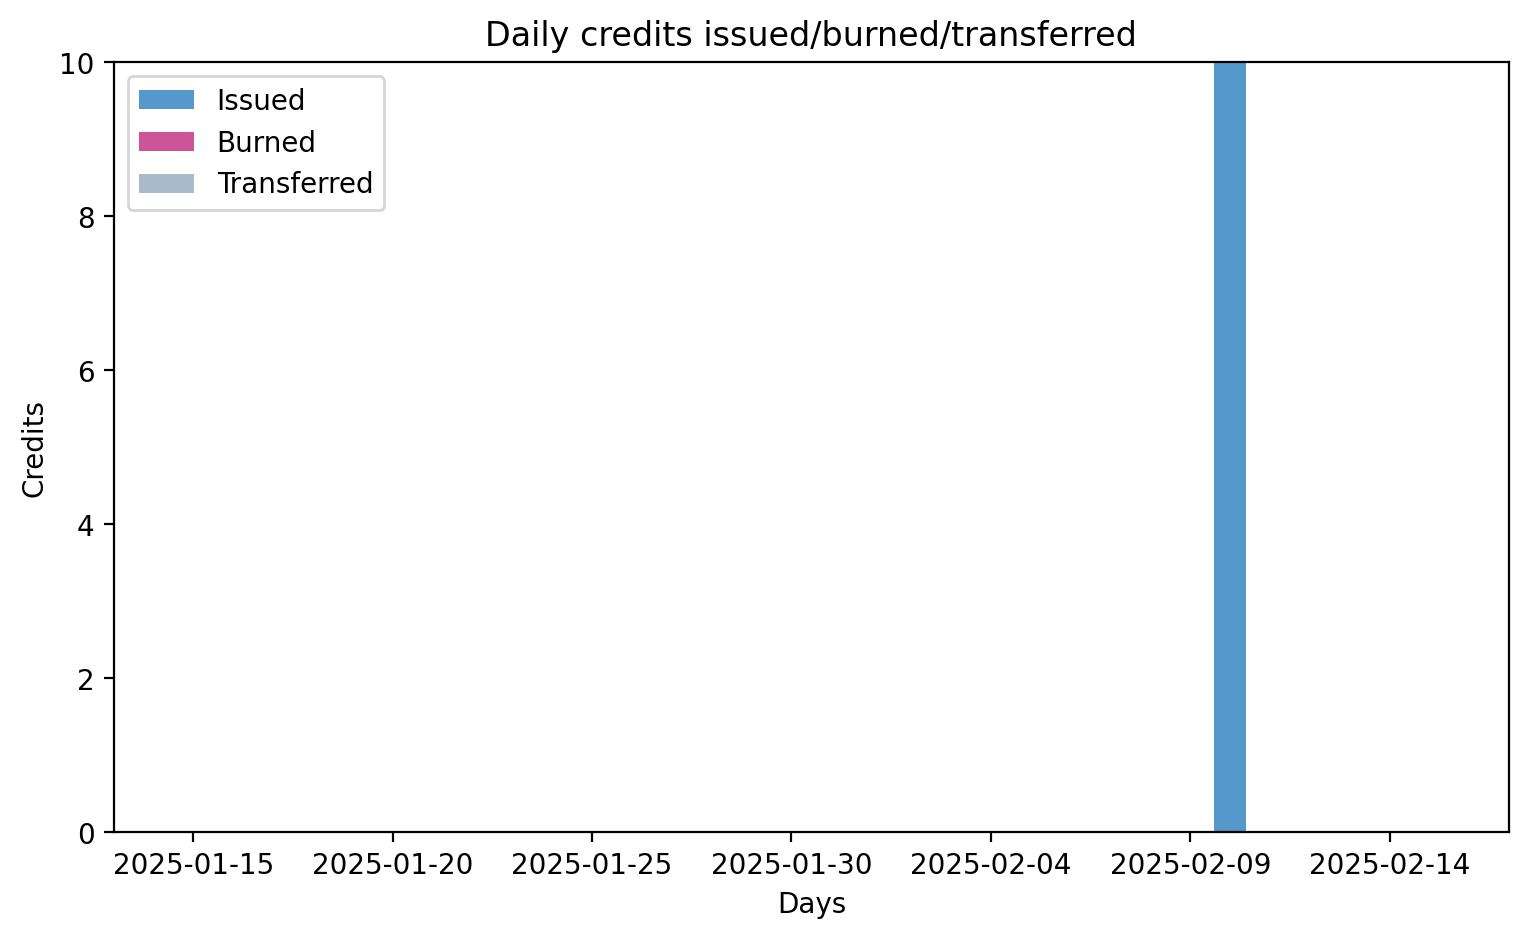 Daily credits issued/burned/transferred
10
8
6
4
2
0
Credits
Issued
Burned
Transferred
2025-01-15 2025-01-20 2025-01-25 2025-01-30 2025-02-04 2025-02-09 2025-02-14
Days